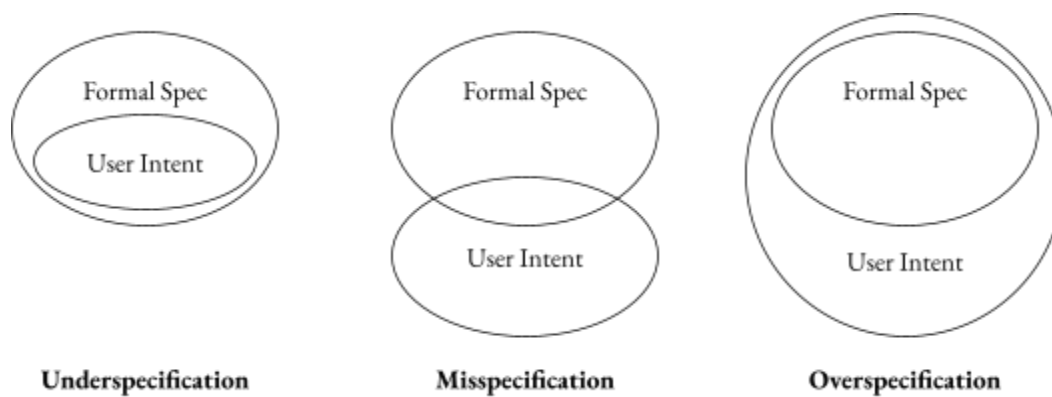 Formal Spec
User Intent
Underspecification
Formal Spec
User Intent
Misspecification
Formal Spec
User Intent
Overspecification